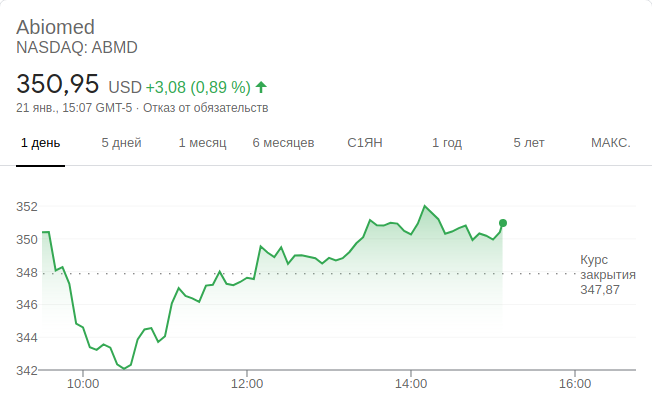 Abiomed
NASDAQ: ABMD
350,95 USD +3,08 (0,89 %)
21 янв., 15:07 GMT-5 · Отказ от обязательств
1 день 5 дней 1 месяц 6 месяцев С1ЯН 1 год 5 лет МАКС.
352
350
348
346
344
342
Курс
закрытия
347,87
10:00 12:00 14:00 16:00